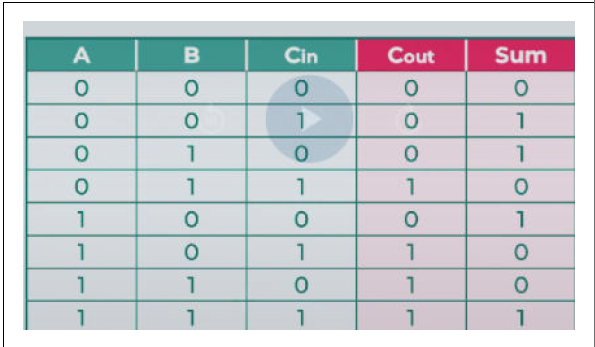 A B Cin Cout Sum
0 0 0 0 0
0 0 1 0 1
0 1 0 0 1
0 1 1 1 0
1 0 0 0 1
1 0 1 1 0
1 1 0 1 0
1 1 1 1 1